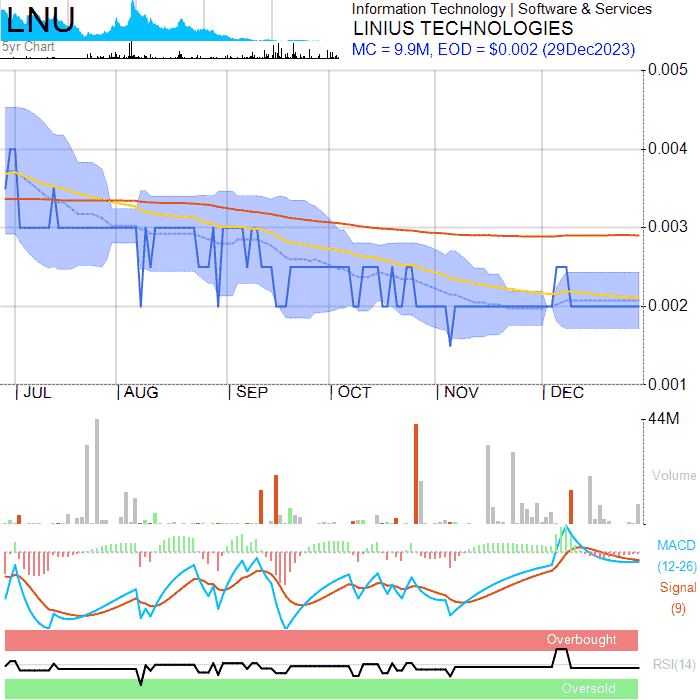 LNU
5yr Chart
Information Technology | Software & Services
LINIUS TECHNOLOGIES
MC = 9.9M, EOD = $0.002 (29Dec2023)
0.005
0.004
0.003
0.002
0.001
JUL AUG SEP OCT NOV DEC
44M
Volume
MACD
(12-26)
Signal
(9)
Overbought
RSI(14)
Oversold